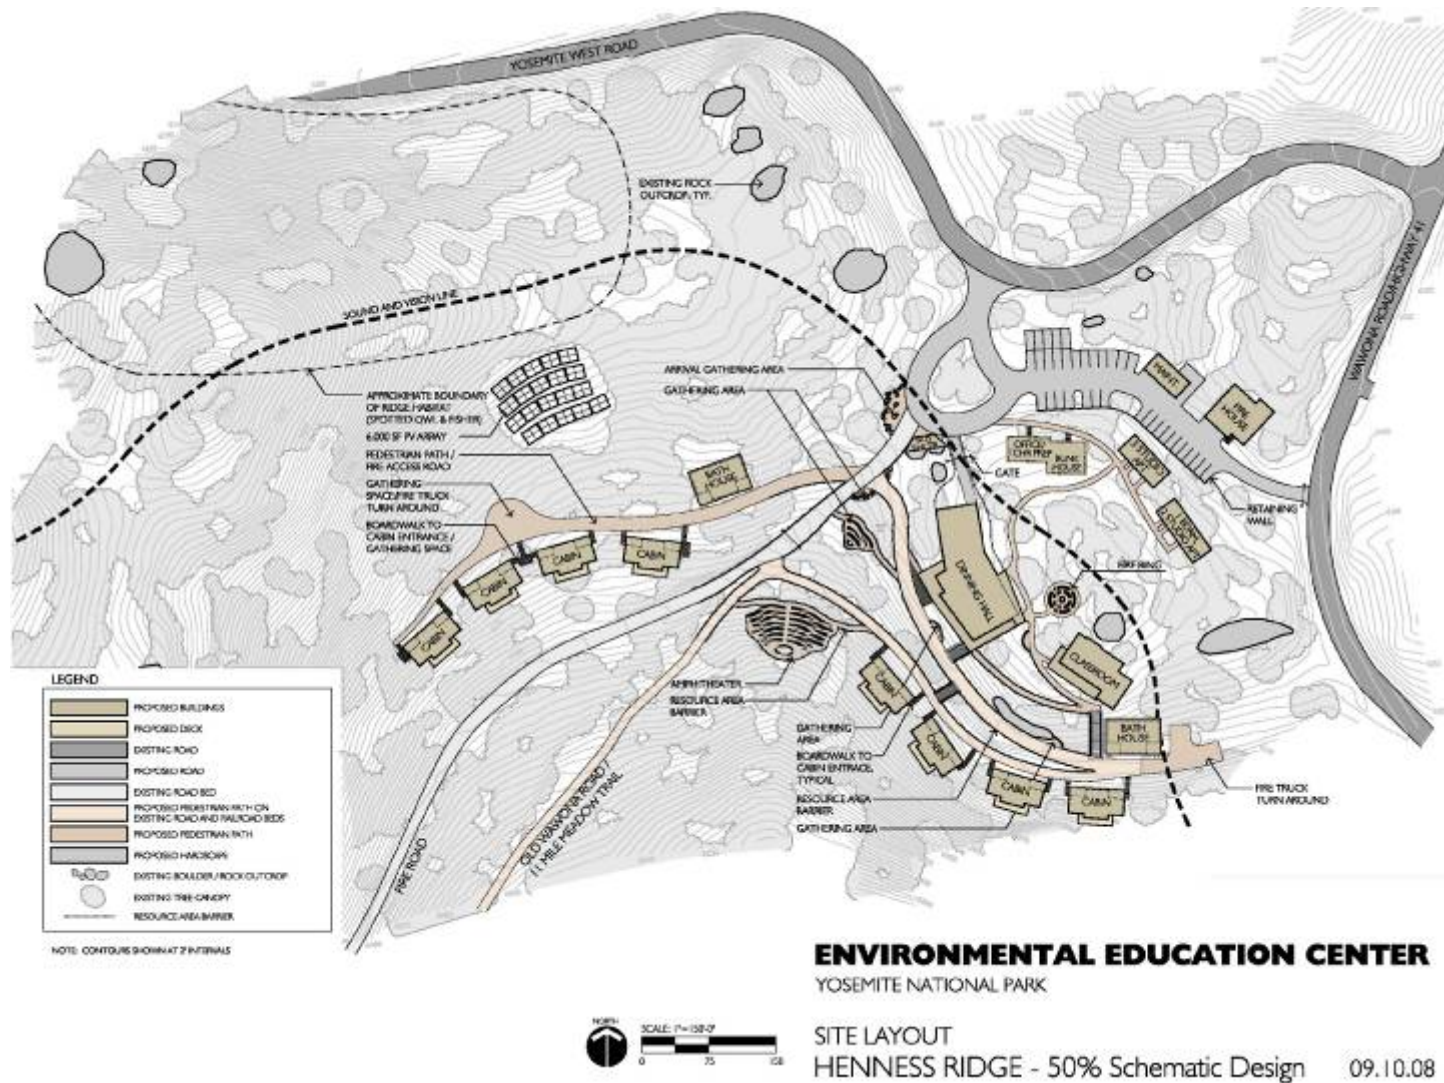 YOSEMITE WEST ROAD
EXISTING ROCK
OUTCROP, TYP.
WAWONA ROAD/HIGHWAY 41
SOUND AND VISION LINE
ARRIVAL GATHERING AREA
GATHERING AREA
APPROXIMATE BOUNDARY
OF RIDGE HABITAT
(SPOTTED OWL & FISHER)
6,000 SF PV ARRAY
PEDESTRIAN PATH /
FIRE ACCESS ROAD
GATHERING
SPACE/FIRE TRUCK
TURN AROUND
BOARDWALK TO
CABIN ENTRANCE /
GATHERING SPACE
BATH
HOUSE
CABIN
CABIN
CABIN
CABIN
MAINT
FIRE
HOUSE
BUNK
HOUSE
GATE
RETAINING
WALL
FIRE RING
DINNING HALL
CLASSROOM
AMPHITHEATER
RESOURCE AREA
BARRIER
CABIN
CABIN
CABIN
CABIN
BATH
HOUSE
GATHERING
AREA
BOARDWALK TO
CABIN ENTRACE,
TYPICAL
RESOURCE AREA
BARRIER
GATHERING AREA
FIRE TRUCK
TURN AROUND
FIRE ROAD
OLD WAWONA ROAD /
11 MILE MEADOW TRAIL
LEGEND
PROPOSED BUILDINGS
PROPOSED DECK
EXISTING ROAD
PROPOSED ROAD
EXISTING ROAD BED
PROPOSED PEDESTRIAN PATH ON
EXISTING ROAD AND RAILROAD BEDS
PROPOSED PEDESTRIAN PATH
PROPOSED HARDSCAPE
EXISTING BOULDER / ROCK OUTCROP
EXISTING TREE CANOPY
RESOURCE AREA BARRIER
NOTE: CONTOURS SHOWN AT 2' INTERVALS
ENVIRONMENTAL EDUCATION CENTER
YOSEMITE NATIONAL PARK
NORTH
SCALE: 1"=150'-0"
0 75 150
SITE LAYOUT
HENNESS RIDGE - 50% Schematic Design 09.10.08